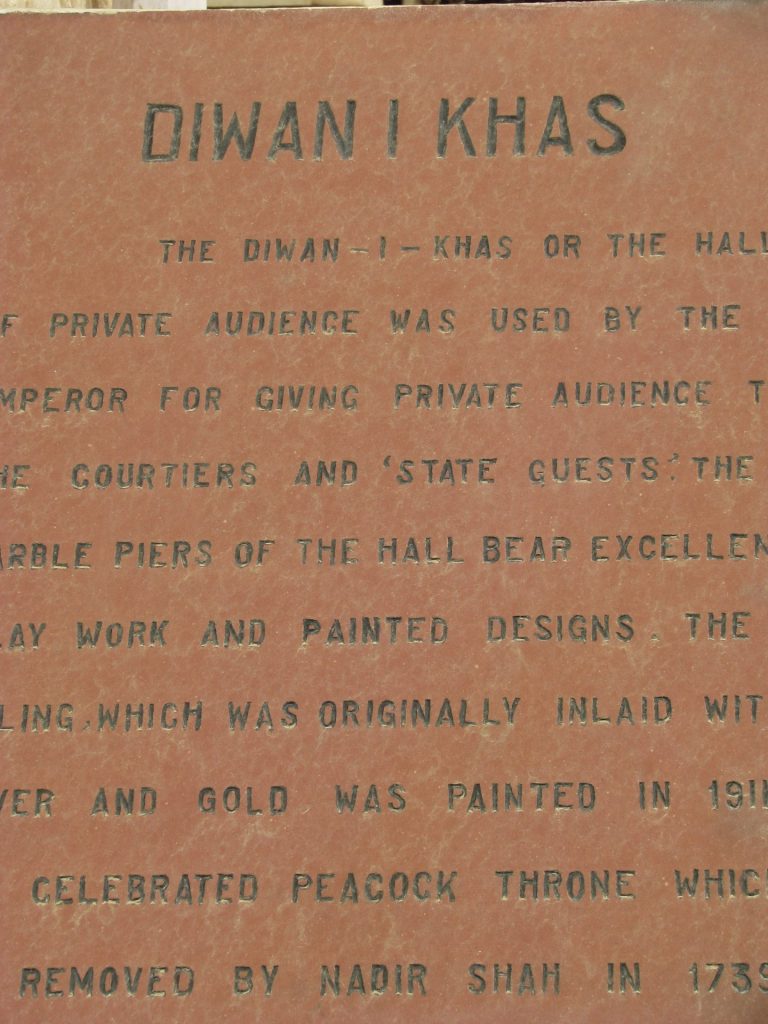 DIWAN I KHAS
THE DIWAN-I-KHAS OR THE HALL
F PRIVATE AUDIENCE WAS USED BY THE
MPEROR FOR GIVING PRIVATE AUDIENCE T
HE COURTIERS AND 'STATE GUESTS'. THE
ARBLE PIERS OF THE HALL BEAR EXCELLEN
LAY WORK AND PAINTED DESIGNS. THE
LING, WHICH WAS ORIGINALLY INLAID WIT
VER AND GOLD WAS PAINTED IN 1911
CELEBRATED PEACOCK THRONE WHIC
REMOVED BY NADIR SHAH IN 1739